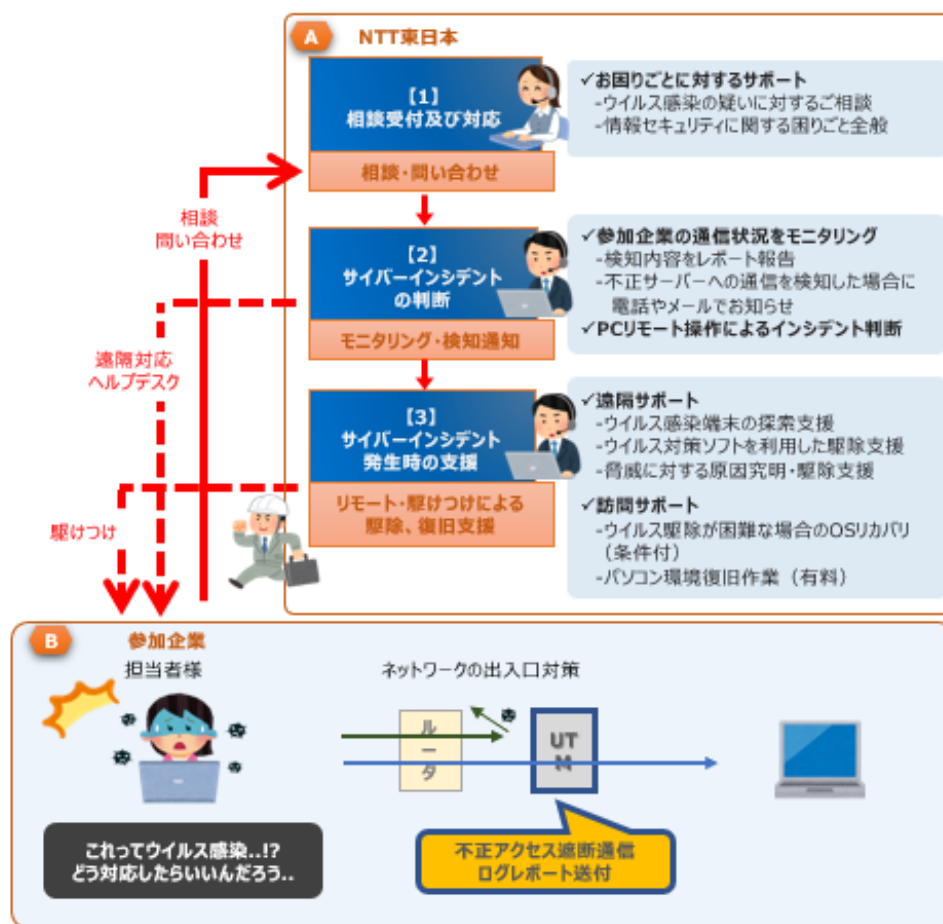 A
NTT東日本
【1】
相談受付及び対応
相談・問い合わせ
✓お困りごとに対するサポート
-ウイルス感染の疑いに対するご相談
-情報セキュリティに関する困りごと全般
相談
問い合わせ
【2】
サイバーインシデント
の判断
モニタリング・検知通知
✓参加企業の通信状況をモニタリング
-検知内容をレポート報告
-不正サーバーへの通信を検知した場合に
電話やメールでお知らせ
✓PCリモート操作によるインシデント判断
遠隔対応
ヘルプデスク
【3】
サイバーインシデント
発生時の支援
リモート・駆けつけによる
駆除、復旧支援
✓遠隔サポート
-ウイルス感染端末の探索支援
-ウイルス対策ソフトを利用した駆除支援
-脅威に対する原因究明・駆除支援
✓訪問サポート
-ウイルス駆除が困難な場合のOSリカバリ
（条件付）
-パソコン環境復旧作業（有料）
駆けつけ
B
参加企業
担当者様
ネットワークの出入口対策
ルータ
UT
M
これってウイルス感染..!?
どう対応したらいいんだろう..
不正アクセス遮断通信
ログレポート送付